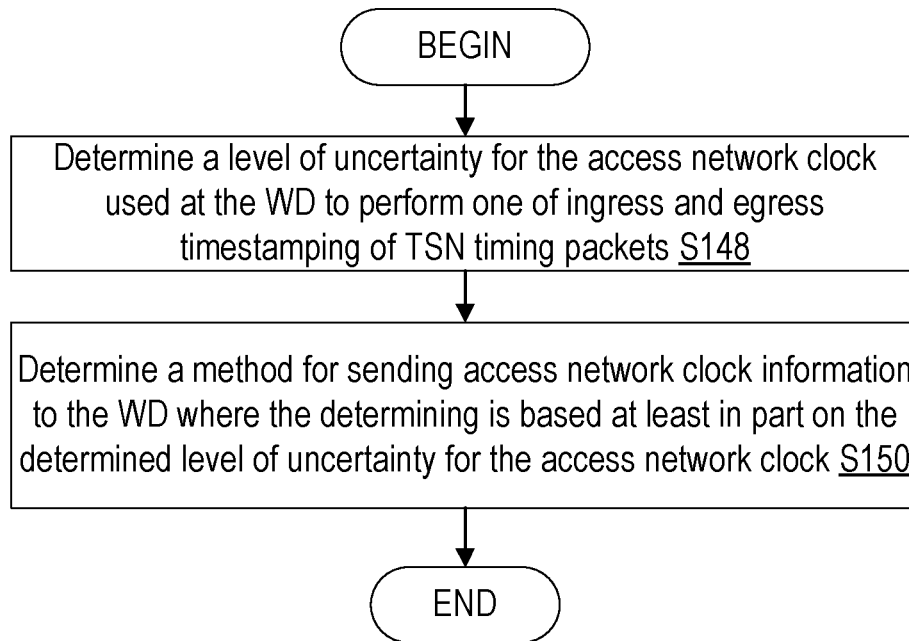 BEGIN
Determine a level of uncertainty for the access network clock
used at the WD to perform one of ingress and egress
timestamping of TSN timing packets S148
Determine a method for sending access network clock information
to the WD where the determining is based at least in part on the
determined level of uncertainty for the access network clock S150
END